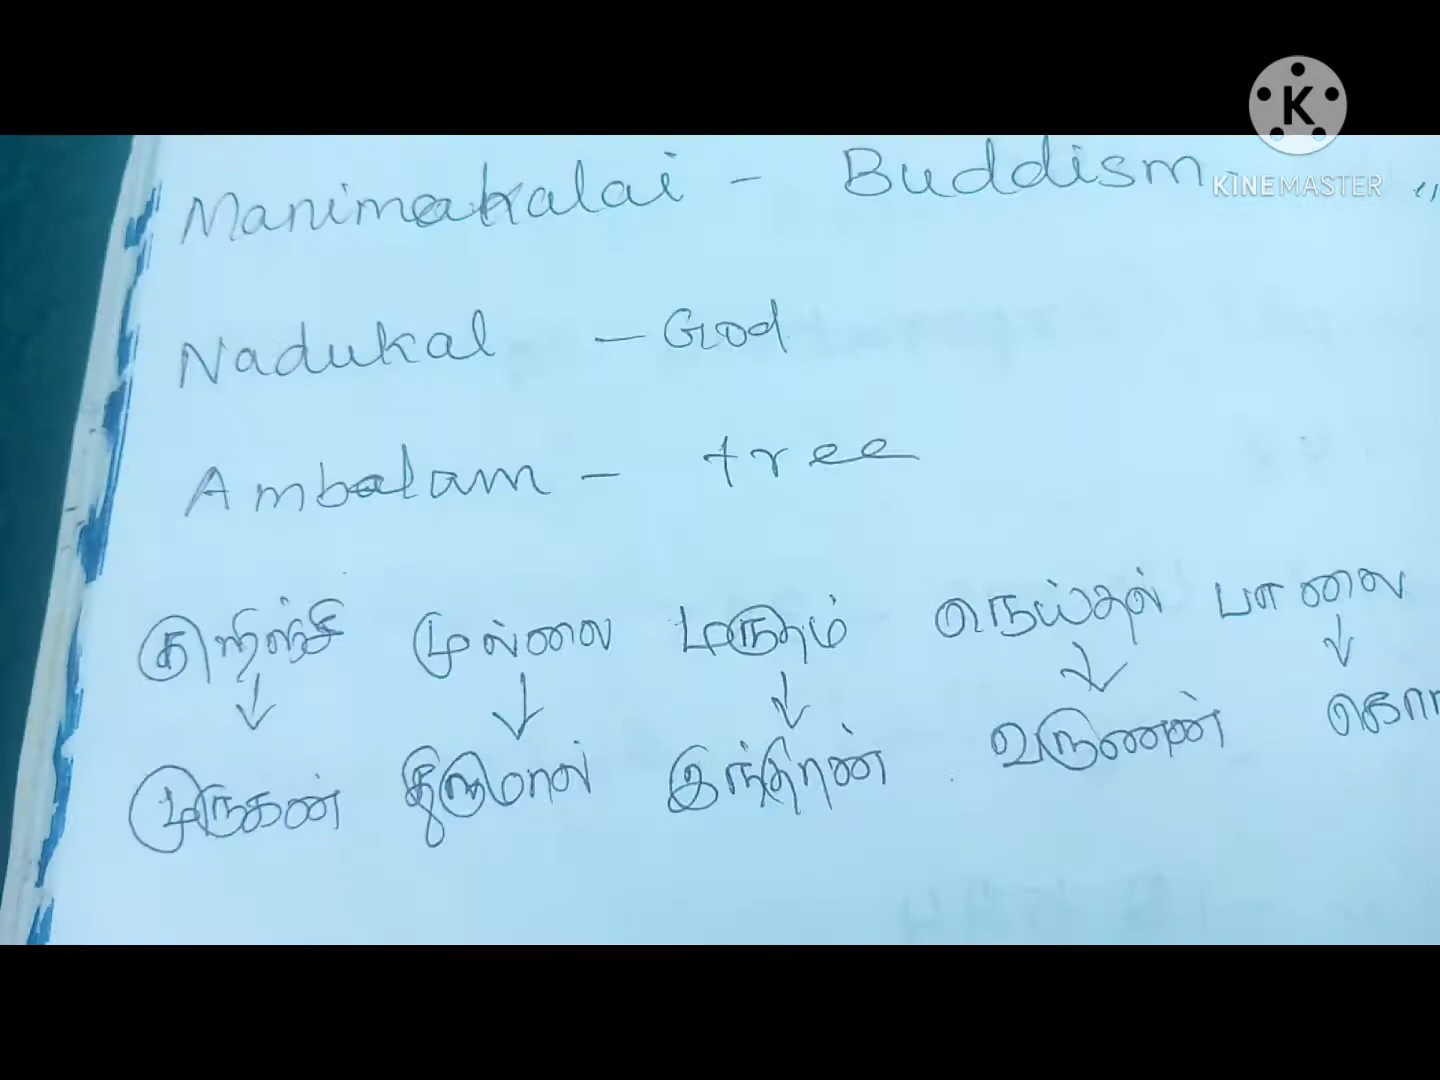 K
KINEMASTER
Manimekalai - Buddism
Nadukal - God
Ambalam - tree
குறிஞ்சி முல்லை மருதம் நெய்தல் பாலை
முருகன் திருமால் இந்திரன் வருணன்